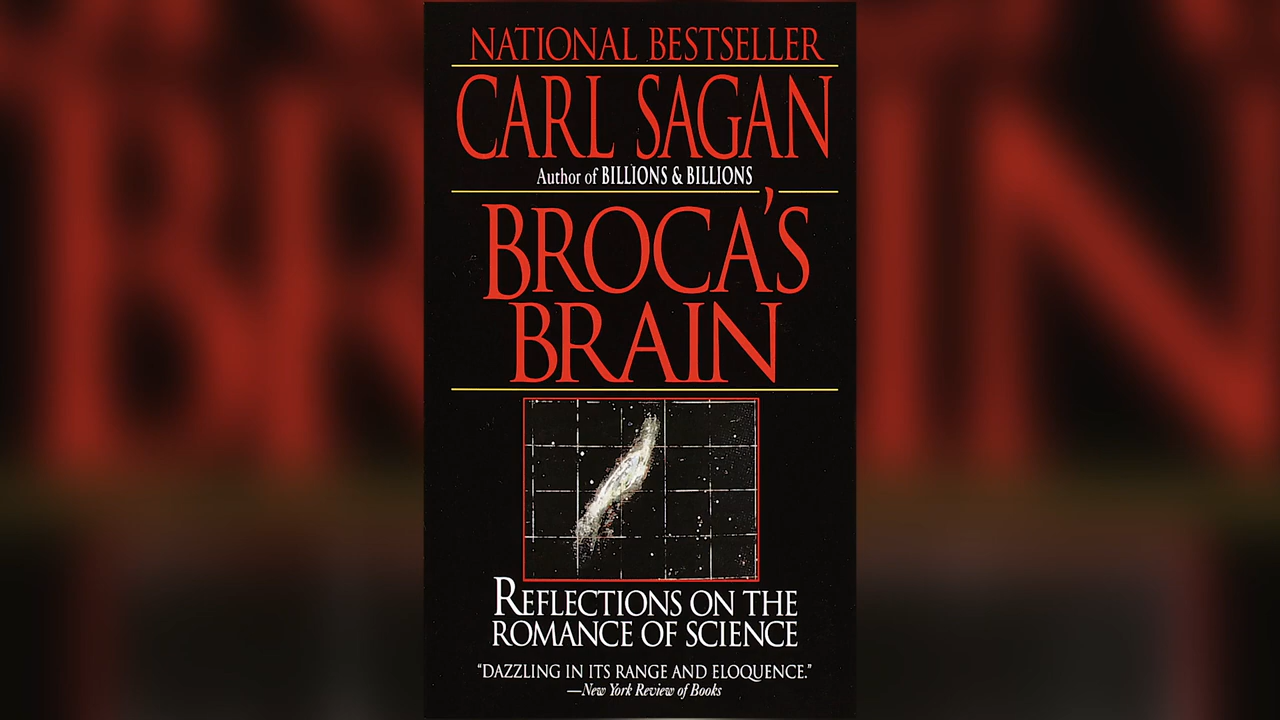 NATIONAL BESTSELLER
CARL SAGAN
Author of BILLIONS & BILLIONS
BROCA'S
BRAIN
REFLECTIONS ON THE
ROMANCE OF SCIENCE
"DAZZLING IN ITS RANGE AND ELOQUENCE."
—New York Review of Books